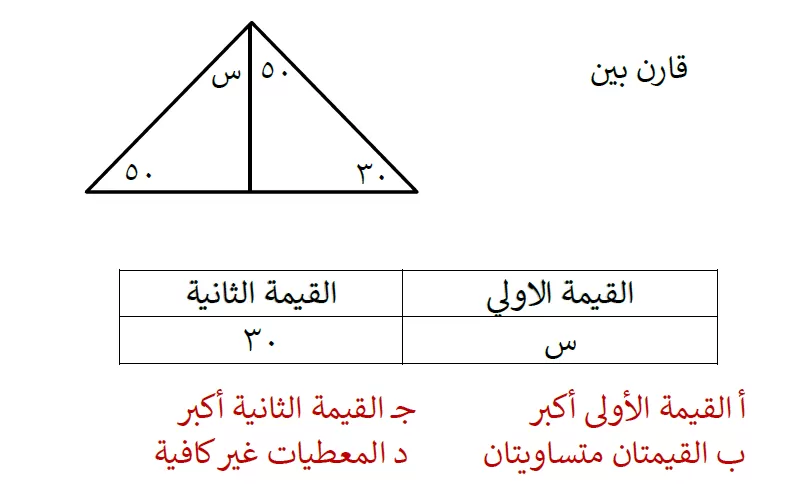 قارن بين
س ٥٠
٥٠ ٣٠
القيمة الاولي القيمة الثانية
س ٣٠
أ القيمة الأولى أكبر جـ القيمة الثانية أكبر
ب القيمتان متساويتان د المعطيات غير كافية